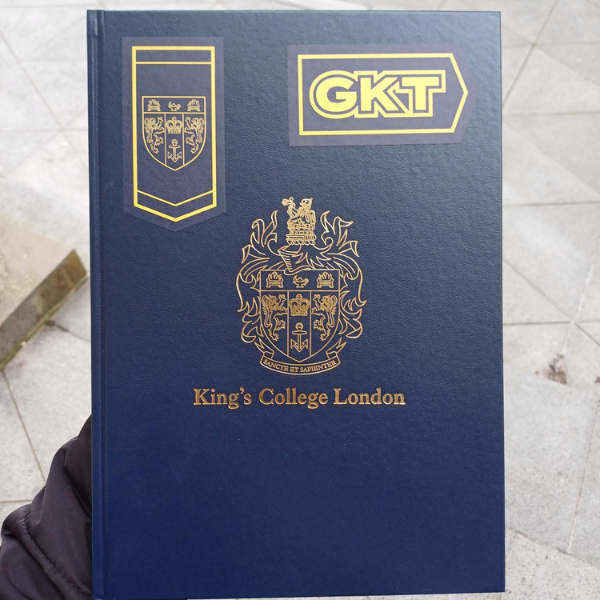 GKT
SANCTE ET SAPIENTER
King's College London